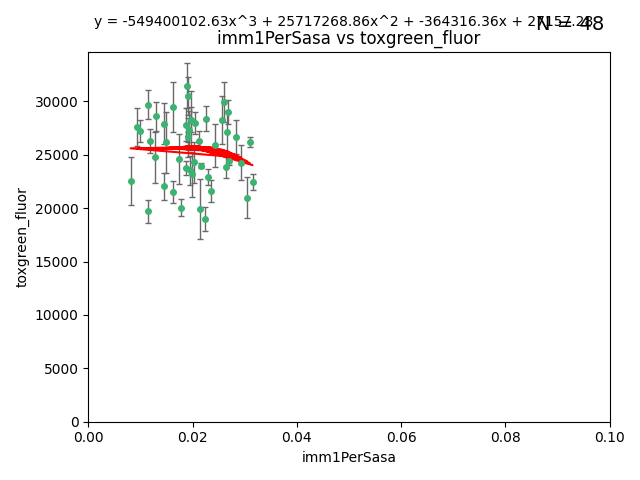 y = -549400102.63x^3 + 25717268.86x^2 + -364316.36x + 27157.28
N = 48
imm1PerSasa vs toxgreen_fluor
30000
25000
20000
15000
10000
5000
0
toxgreen_fluor
0.00 0.02 0.04 0.06 0.08 0.10
imm1PerSasa